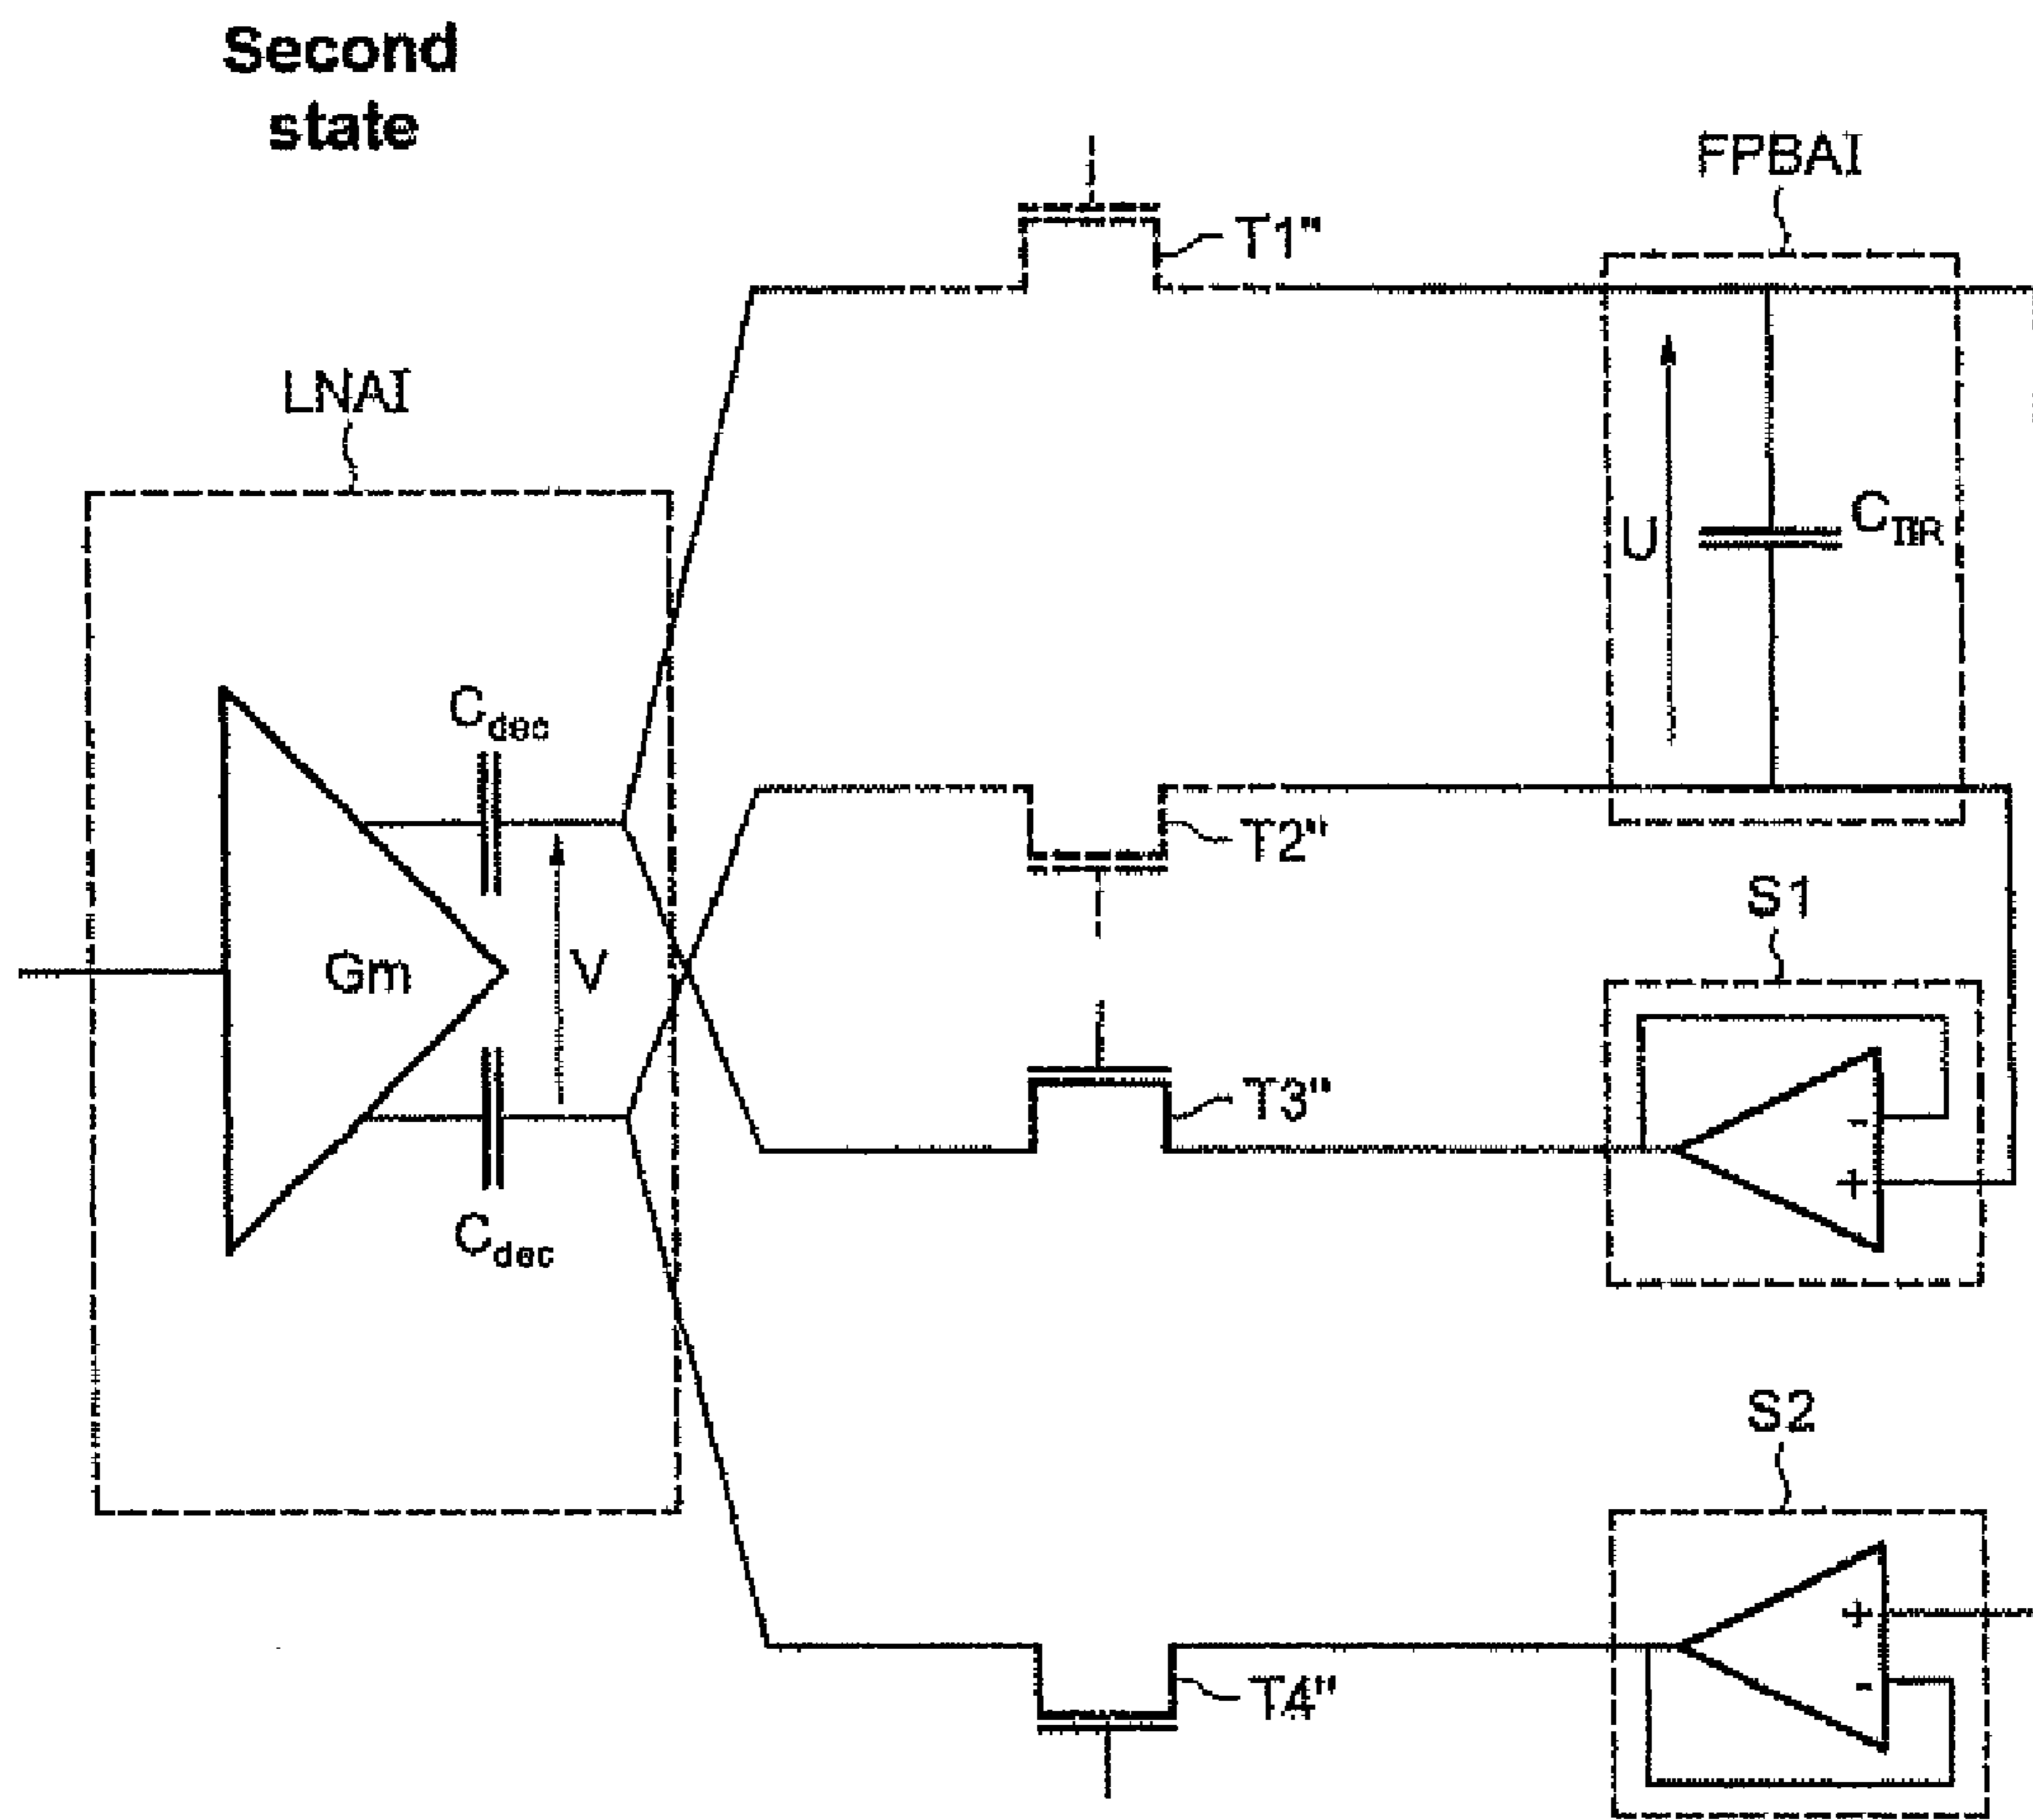 Second
state
FPBAI
T1"
LNAI
U
C_IIR
C_dec
T2"
S1
Gm
V
T3"
-
+
C_dec
S2
+
-
T4"